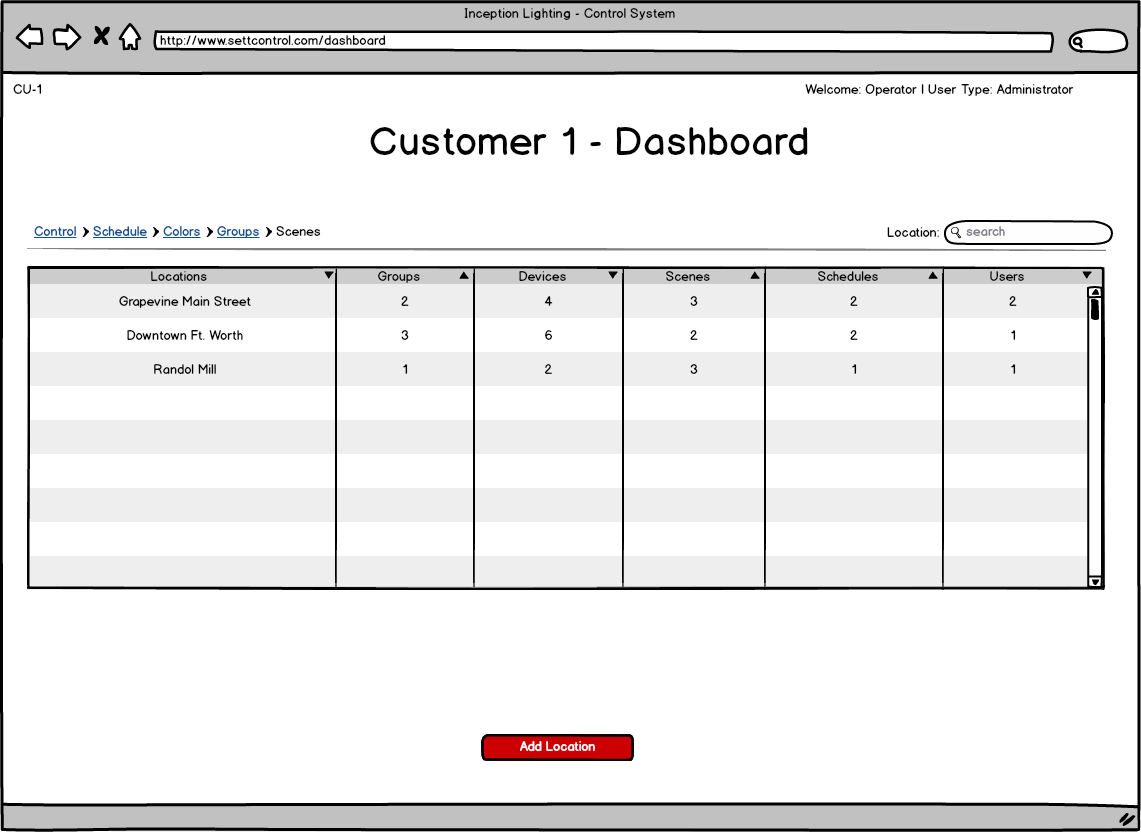 Inception Lighting - Control System
http://www.settcontrol.com/dashboard
CU-1 Welcome: Operator | User Type: Administrator
Customer 1 - Dashboard
Control Schedule Colors Groups Scenes Location: search
Locations Groups Devices Scenes Schedules Users
Grapevine Main Street 2 4 3 2 2
Downtown Ft. Worth 3 6 2 2 1
Randol Mill 1 2 3 1 1
Add Location